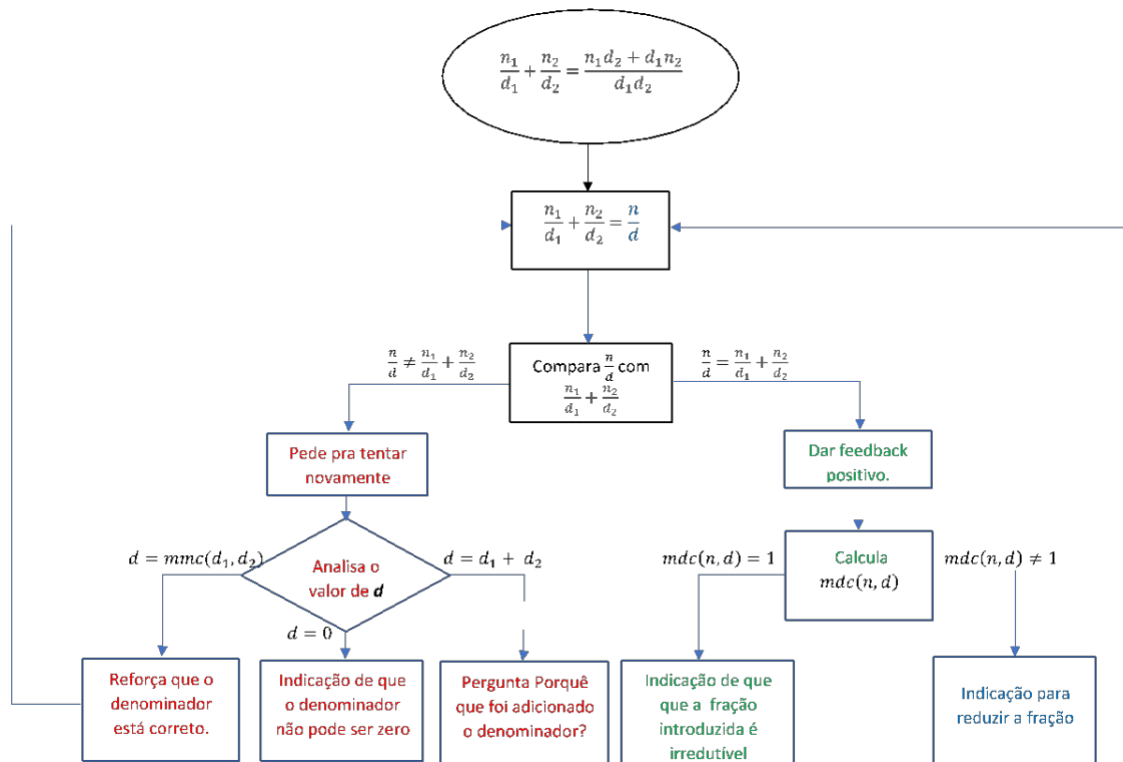 n₁/d₁ + n₂/d₂ = (n₁d₂ + d₁n₂)/(d₁d₂)
n₁/d₁ + n₂/d₂ = n/d
n/d ≠ n₁/d₁ + n₂/d₂
Compara n/d com
n₁/d₁ + n₂/d₂
n/d = n₁/d₁ + n₂/d₂
Pede pra tentar
novamente
Dar feedback
positivo.
d = mmc(d₁, d₂)
Analisa o
valor de d
d = d₁ + d₂
d = 0
mdc(n, d) = 1
Calcula
mdc(n, d)
mdc(n, d) ≠ 1
Reforça que o
denominador
está correto.
Indicação de que
o denominador
não pode ser zero
Pergunta Porquê
que foi adicionado
o denominador?
Indicação de que
que a fração
introduzida é
irredutível
Indicação para
reduzir a fração